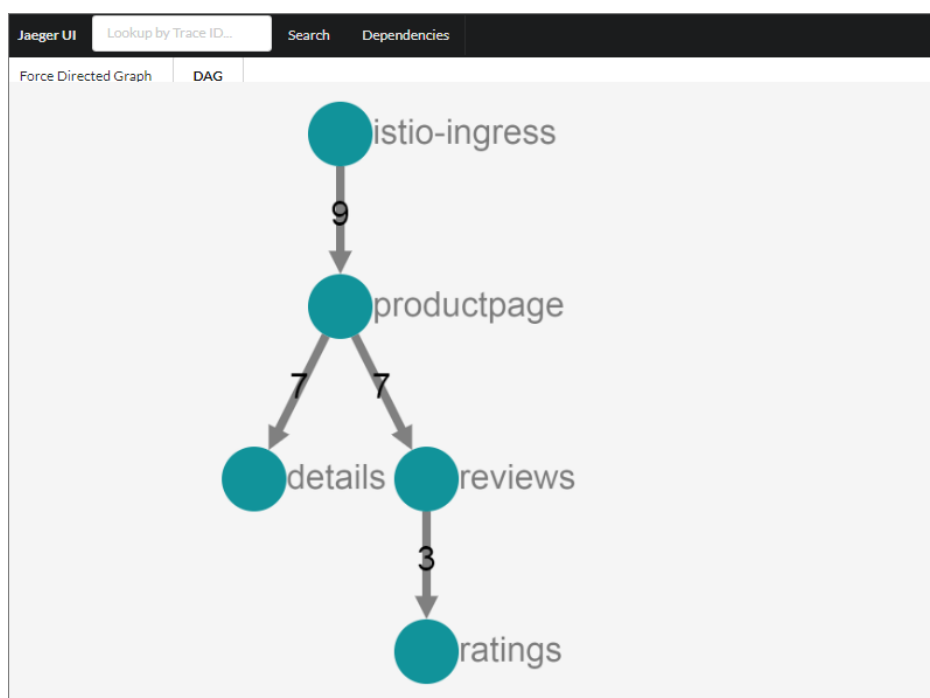 Jaeger UI Lookup by Trace ID... Search Dependencies
Force Directed Graph DAG
istio-ingress
9
productpage
7 7
details reviews
3
ratings